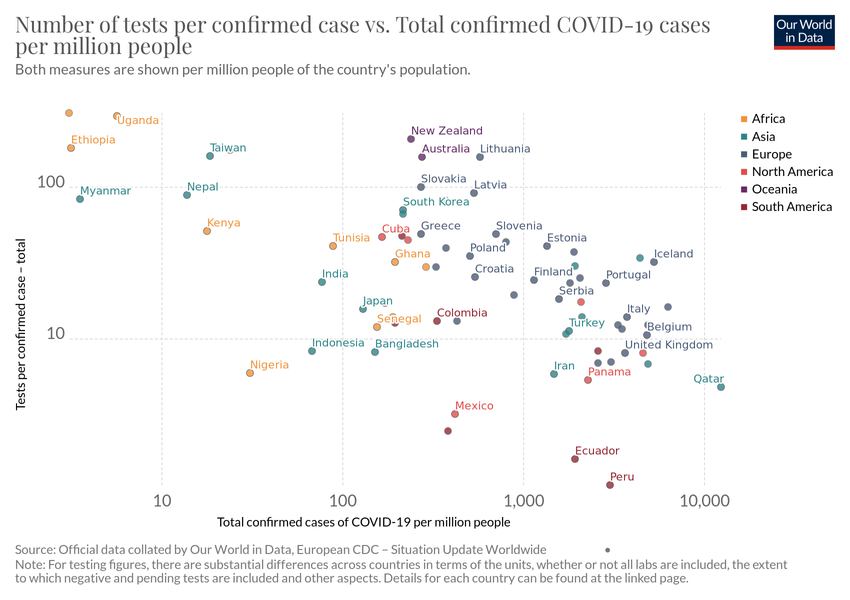 Number of tests per confirmed case vs. Total confirmed COVID-19 cases
per million people
Both measures are shown per million people of the country's population.
Our World
in Data
Africa
Asia
Europe
North America
Oceania
South America
Uganda
Ethiopia
Taiwan
New Zealand
Australia
Lithuania
100
Myanmar
Nepal
Slovakia
Latvia
South Korea
Kenya
Tunisia
Cuba
Greece
Slovenia
Estonia
Ghana
Poland
Iceland
India
Croatia
Finland
Portugal
Japan
Serbia
Senegal
Colombia
Italy
Turkey
Belgium
10
Indonesia
Bangladesh
United Kingdom
Nigeria
Iran
Panama
Qatar
Mexico
Ecuador
Peru
Tests per confirmed case – total
10
100
1,000
10,000
Total confirmed cases of COVID-19 per million people
Source: Official data collated by Our World in Data, European CDC – Situation Update Worldwide
Note: For testing figures, there are substantial differences across countries in terms of the units, whether or not all labs are included, the extent
to which negative and pending tests are included and other aspects. Details for each country can be found at the linked page.